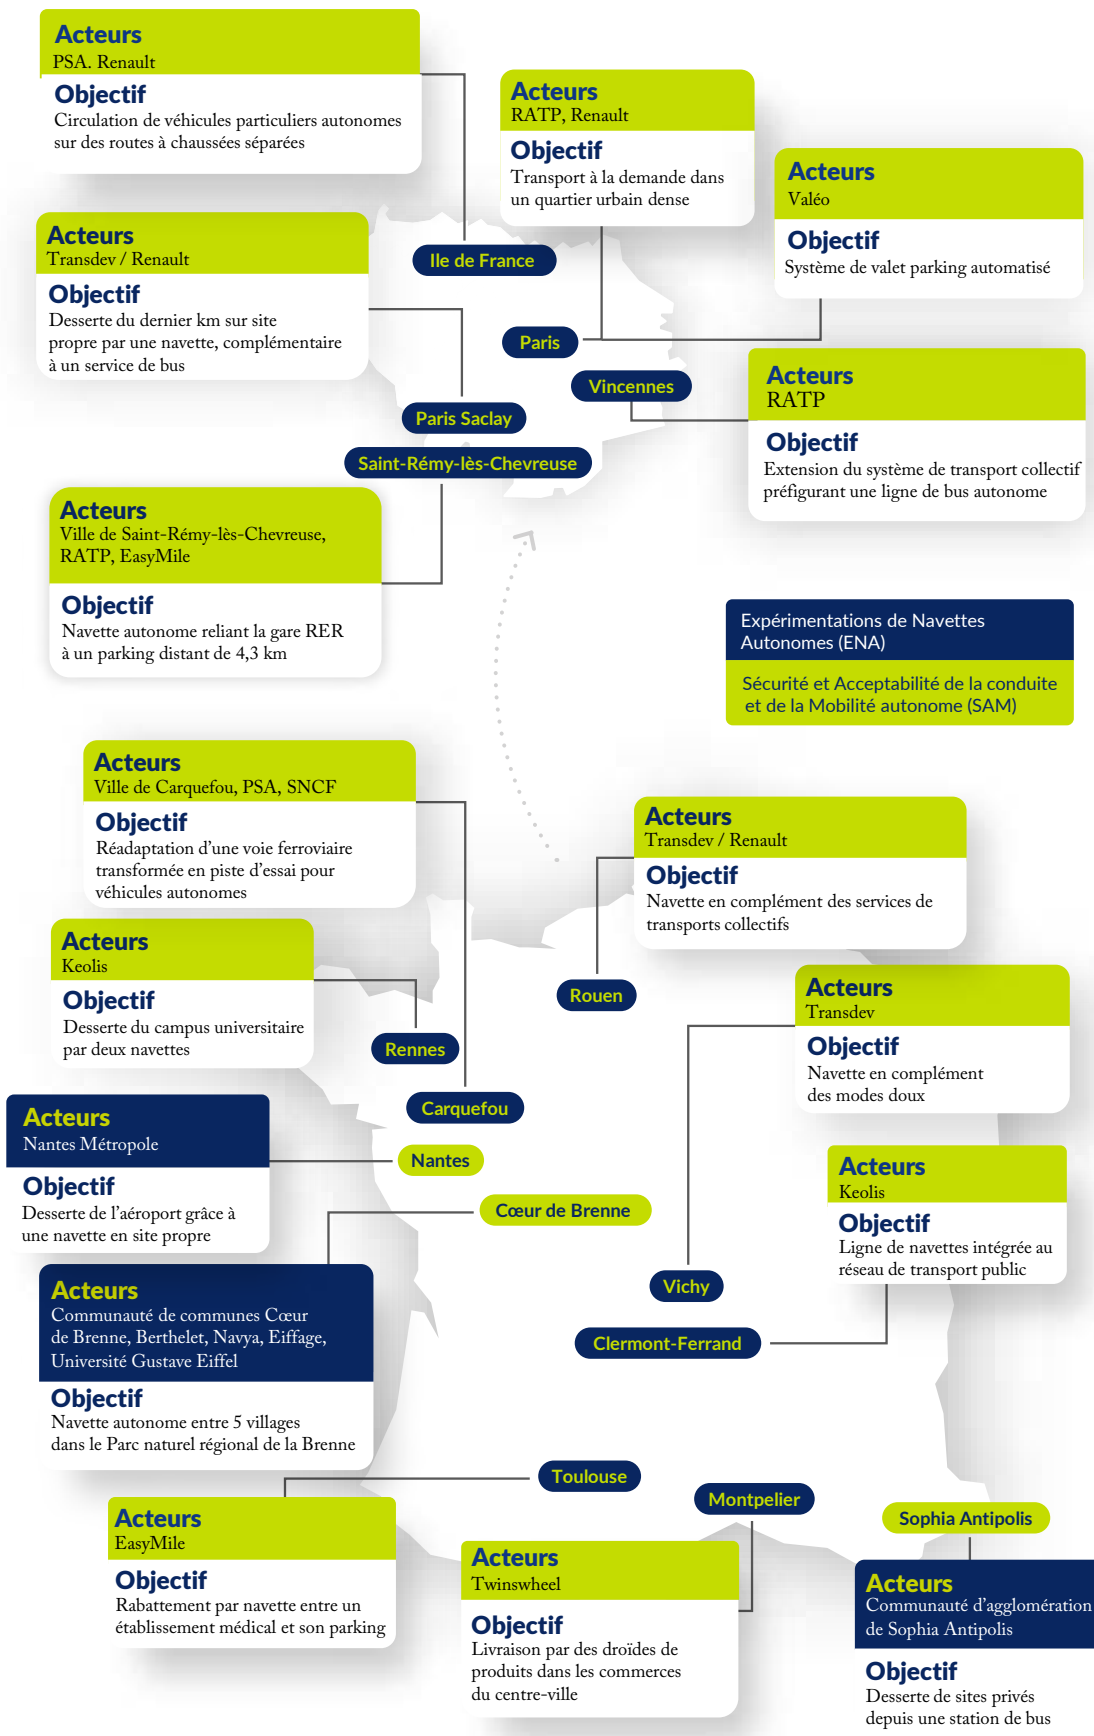 Acteurs
PSA. Renault
Objectif
Circulation de véhicules particuliers autonomes
sur des routes à chaussées séparées
Acteurs
RATP, Renault
Objectif
Transport à la demande dans
un quartier urbain dense
Acteurs
Valéo
Objectif
Système de valet parking automatisé
Acteurs
Transdev / Renault
Objectif
Desserte du dernier km sur site
propre par une navette, complémentaire
à un service de bus
Ile de France
Paris
Vincennes
Paris Saclay
Saint-Rémy-lès-Chevreuse
Acteurs
RATP
Objectif
Extension du système de transport collectif
préfigurant une ligne de bus autonome
Acteurs
Ville de Saint-Rémy-lès-Chevreuse,
RATP, EasyMile
Objectif
Navette autonome reliant la gare RER
à un parking distant de 4,3 km
Expérimentations de Navettes
Autonomes (ENA)
Sécurité et Acceptabilité de la conduite
et de la Mobilité autonome (SAM)
Acteurs
Ville de Carquefou, PSA, SNCF
Objectif
Réadaptation d'une voie ferroviaire
transformée en piste d'essai pour
véhicules autonomes
Acteurs
Transdev / Renault
Objectif
Navette en complément des services de
transports collectifs
Acteurs
Keolis
Objectif
Desserte du campus universitaire
par deux navettes
Rouen
Rennes
Carquefou
Acteurs
Transdev
Objectif
Navette en complément
des modes doux
Acteurs
Nantes Métropole
Objectif
Desserte de l'aéroport grâce à
une navette en site propre
Nantes
Cœur de Brenne
Acteurs
Keolis
Objectif
Ligne de navettes intégrée au
réseau de transport public
Vichy
Clermont-Ferrand
Acteurs
Communauté de communes Cœur
de Brenne, Berthelet, Navya, Eiffage,
Université Gustave Eiffel
Objectif
Navette autonome entre 5 villages
dans le Parc naturel régional de la Brenne
Toulouse
Montpelier
Sophia Antipolis
Acteurs
EasyMile
Objectif
Rabattement par navette entre un
établissement médical et son parking
Acteurs
Twinswheel
Objectif
Livraison par des droïdes de
produits dans les commerces
du centre-ville
Acteurs
Communauté d'agglomération
de Sophia Antipolis
Objectif
Desserte de sites privés
depuis une station de bus